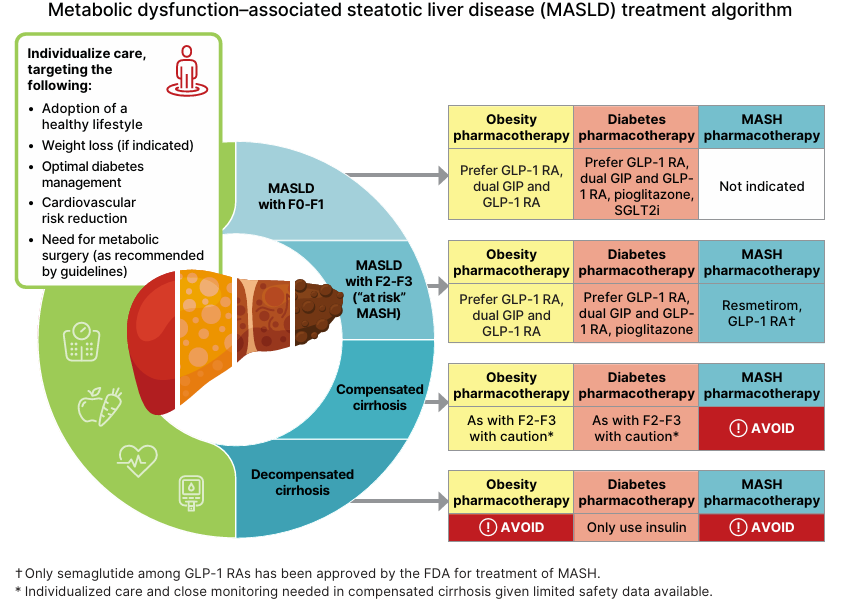 Metabolic dysfunction–associated steatotic liver disease (MASLD) treatment algorithm
Individualize care,
targeting the
following:
• Adoption of a
healthy lifestyle
• Weight loss (if indicated)
• Optimal diabetes
management
• Cardiovascular
risk reduction
• Need for metabolic
surgery (as recommended
by guidelines)
MASLD
with F0-F1
Obesity
pharmacotherapy
Diabetes
pharmacotherapy
MASH
pharmacotherapy
Prefer GLP-1 RA,
dual GIP and
GLP-1 RA
Prefer GLP-1 RA,
dual GIP and GLP-
1 RA, pioglitazone,
SGLT2i
Not indicated
MASLD
with F2-F3
(“at risk”
MASH)
Obesity
pharmacotherapy
Diabetes
pharmacotherapy
MASH
pharmacotherapy
Prefer GLP-1 RA,
dual GIP and
GLP-1 RA
Prefer GLP-1 RA,
dual GIP and GLP-
1 RA, pioglitazone
Resmetirom,
GLP-1 RA†
Compensated
cirrhosis
Obesity
pharmacotherapy
Diabetes
pharmacotherapy
MASH
pharmacotherapy
As with F2-F3
with caution*
As with F2-F3
with caution*
! AVOID
Decompensated
cirrhosis
Obesity
pharmacotherapy
Diabetes
pharmacotherapy
MASH
pharmacotherapy
! AVOID
Only use insulin
! AVOID
† Only semaglutide among GLP-1 RAs has been approved by the FDA for treatment of MASH.
* Individualized care and close monitoring needed in compensated cirrhosis given limited safety data available.